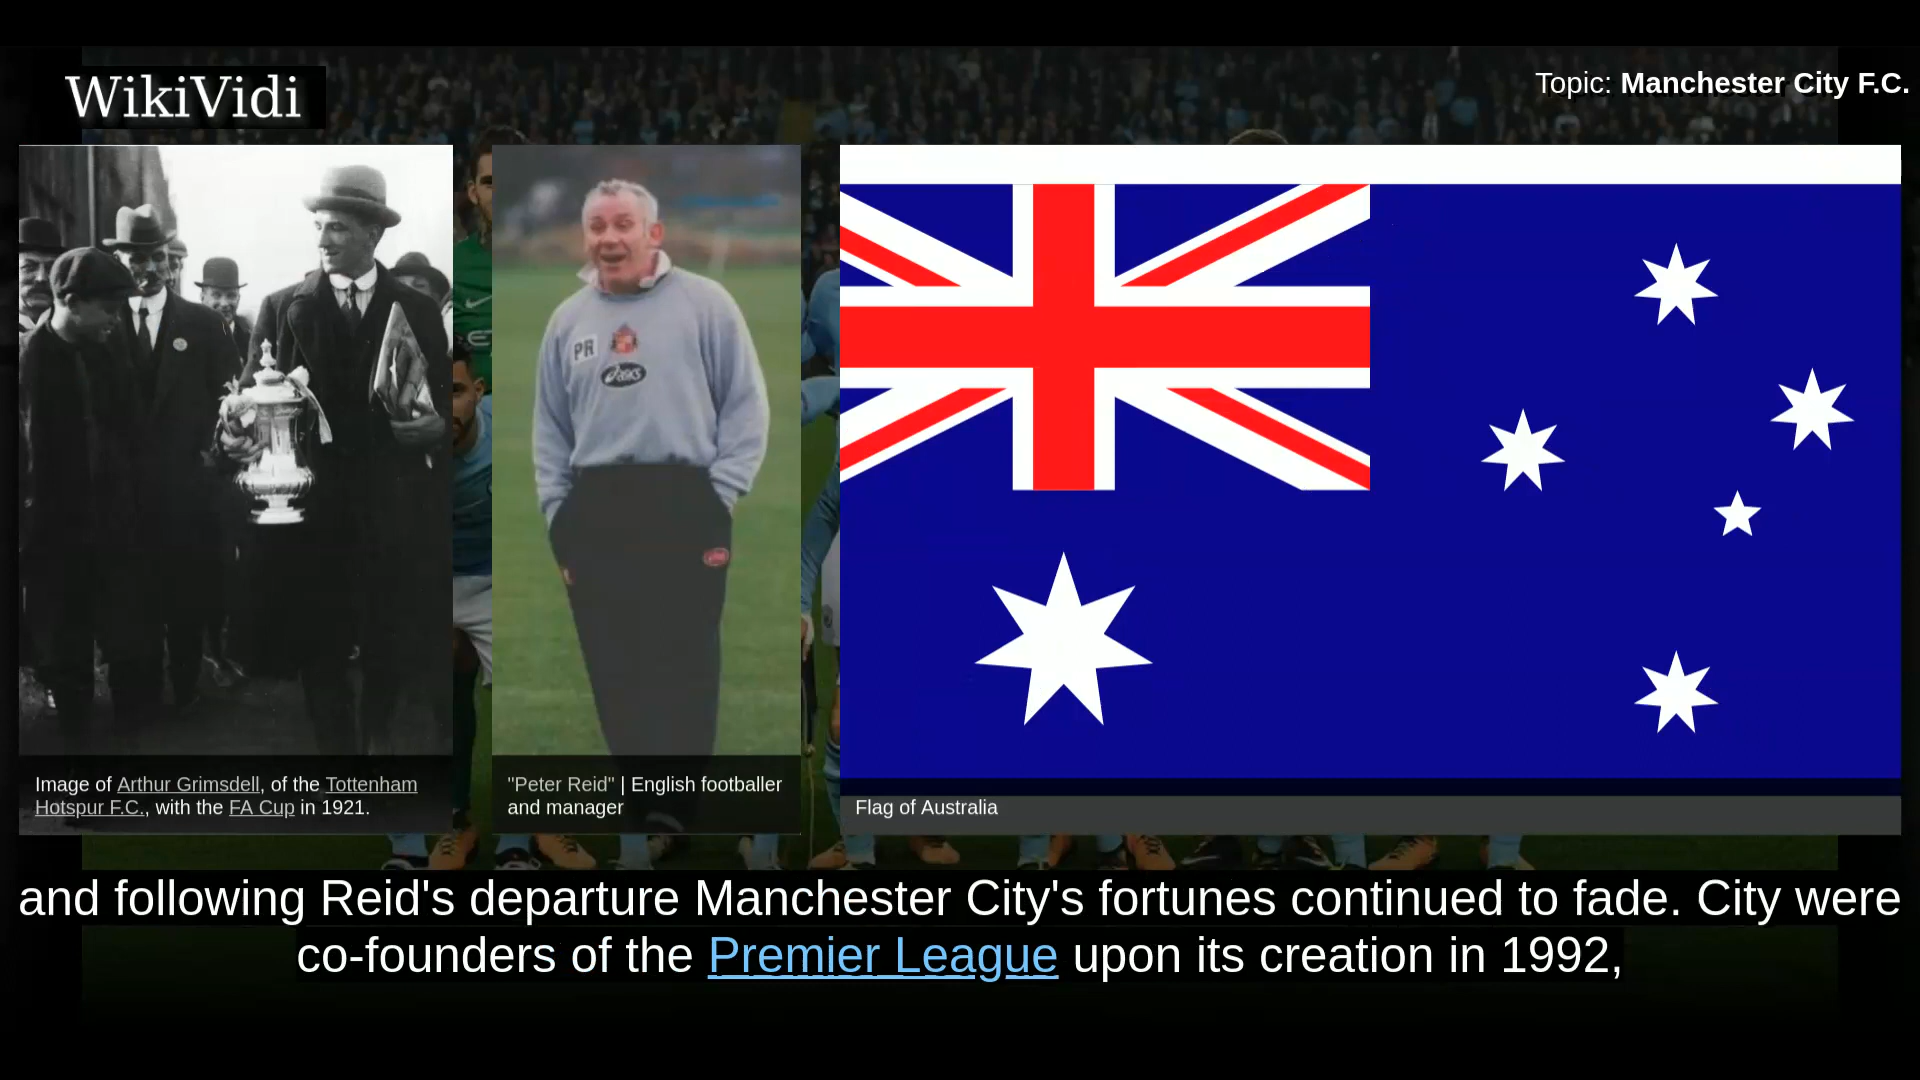 WikiVidi
Topic: Manchester City F.C.
PR
asics
Image of Arthur Grimsdell, of the Tottenham
Hotspur F.C., with the FA Cup in 1921.
"Peter Reid" | English footballer
and manager
Flag of Australia
and following Reid's departure Manchester City's fortunes continued to fade. City were
co-founders of the Premier League upon its creation in 1992,